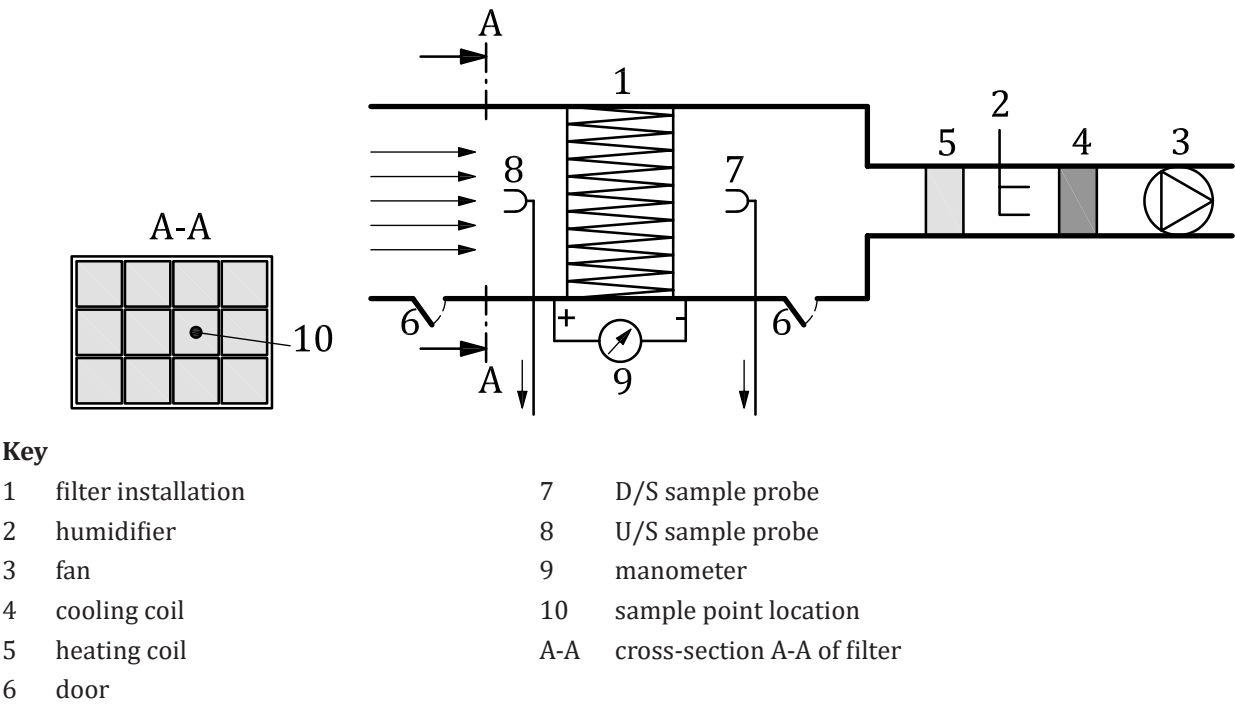 A
1
2
5
4
3
8
7
A-A
10
6
+
-
6
A
9
Key
1 filter installation
2 humidifier
3 fan
4 cooling coil
5 heating coil
6 door
7 D/S sample probe
8 U/S sample probe
9 manometer
10 sample point location
A-A cross-section A-A of filter